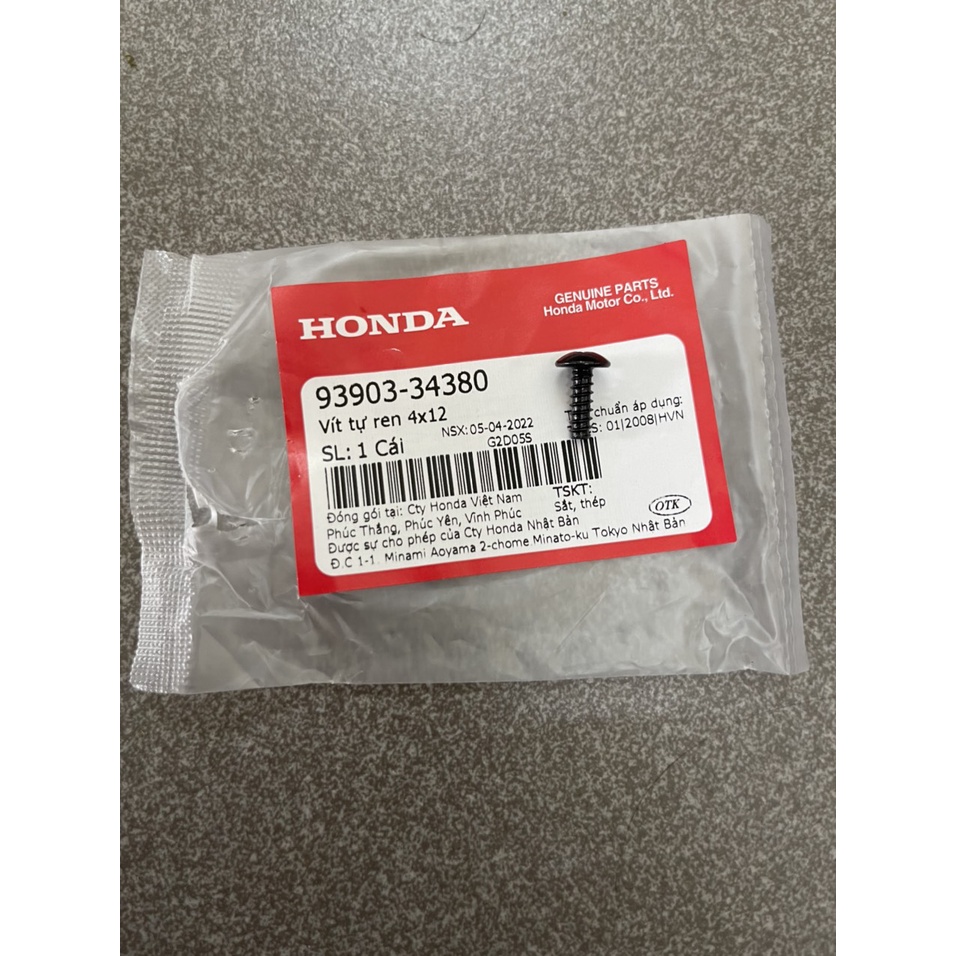 HONDA
GENUINE PARTS
Honda Motor Co., Ltd.
93903-34380
Vít tự ren 4x12
NSX: 05-04-2022
chuẩn áp dụng:
SL: 1 Cái
G2D05S
S: 01|2008|HVN
Đóng gói tại: Cty Honda Việt Nam
TSKT:
Phúc Thắng, Phúc Yên, Vĩnh Phúc
Sắt, thép
OTK
Được sự cho phép của Cty Honda Nhật Bản
Đ.C 1-1. Minami Aoyama 2-chome Minato-ku Tokyo Nhật Bản